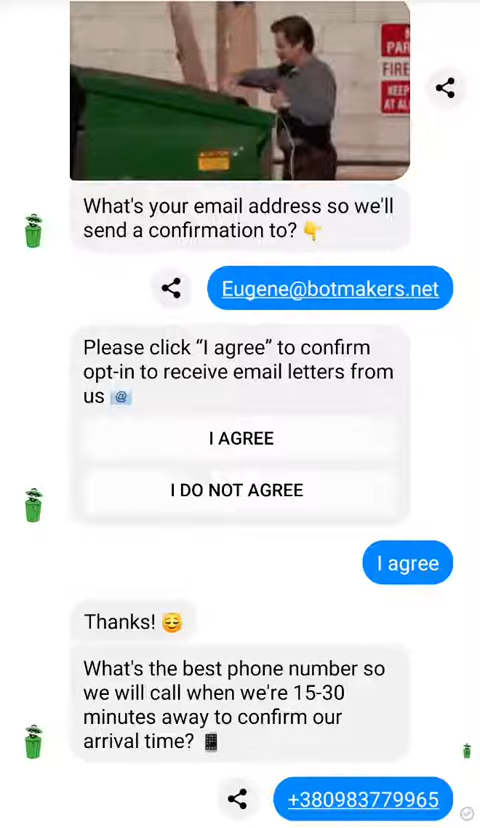 PAR
FIRE
KEEP
AT AL
What's your email address so we'll
send a confirmation to? 👇
Eugene@botmakers.net
Please click “I agree” to confirm
opt-in to receive email letters from
us 📧
I AGREE
I DO NOT AGREE
I agree
Thanks! 😌
What's the best phone number so
we will call when we're 15-30
minutes away to confirm our
arrival time? 📱
+380983779965